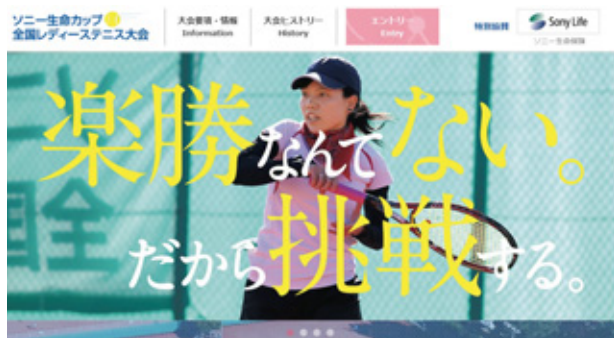 ソニー生命カップ
全国レディーステニス大会
大会要項・情報
Information
大会ヒストリー
History
エントリー
Entry
特別協賛
Sony Life
ソニー生命保険
楽勝なんてない。
だから挑戦する。
全